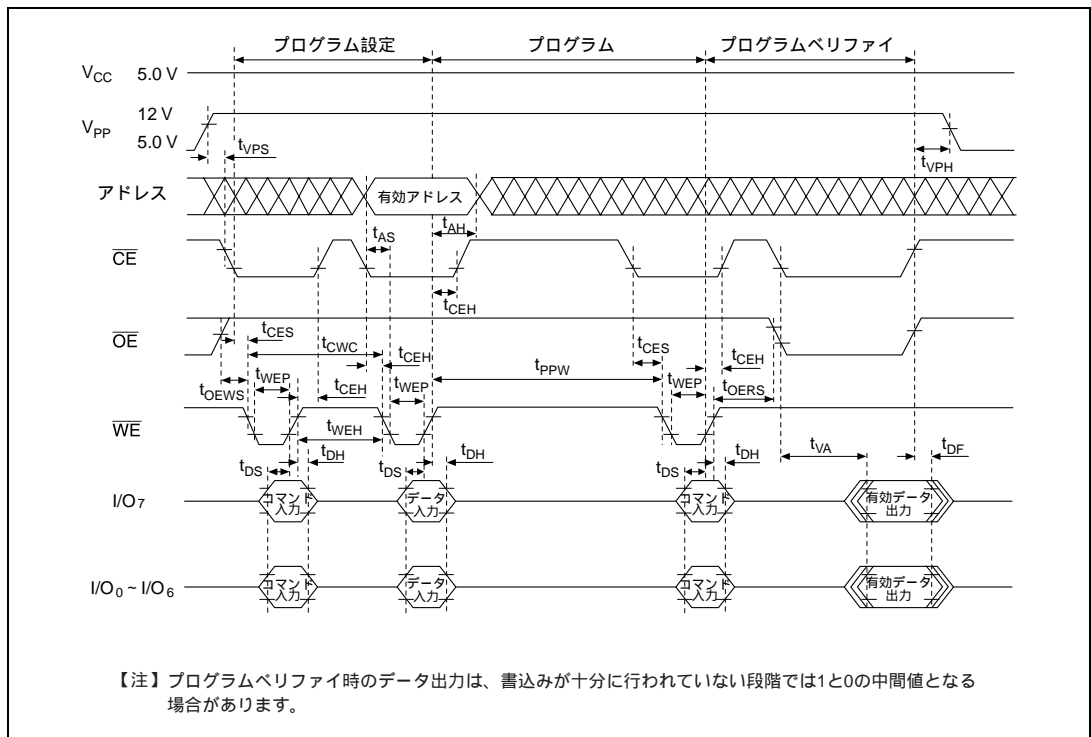 プログラム設定 プログラム プログラムベリファイ
VCC 5.0 V
VPP 12 V
5.0 V
tVPS
tVPH
アドレス
有効アドレス
tAS
tAH
CE
tCEH
OE
tCES
tCWC
tCEH
tCES
tCEH
tOEWS
tWEP
tCEH
tWEP
tPPW
tWEP
tOERS
WE
tWEH
tDS
tDH
tDS
tDH
tDS
tDH
tVA
tDF
I/O7
コマンド入力
データ入力
コマンド入力
有効データ出力
I/O0 ~ I/O6
コマンド入力
データ入力
コマンド入力
有効データ出力
【注】プログラムベリファイ時のデータ出力は、書込みが十分に行われていない段階では1と0の中間値となる
場合があります。